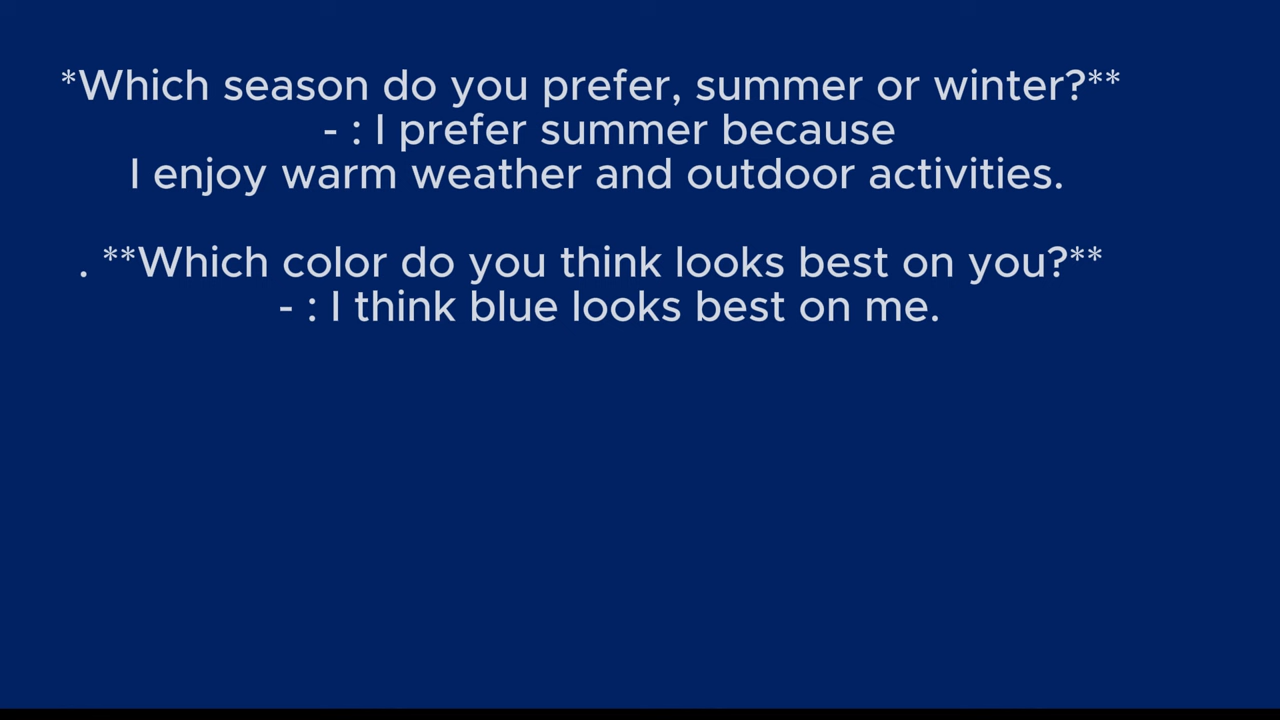 *Which season do you prefer, summer or winter?**
- : I prefer summer because
I enjoy warm weather and outdoor activities.
. **Which color do you think looks best on you?**
- : I think blue looks best on me.